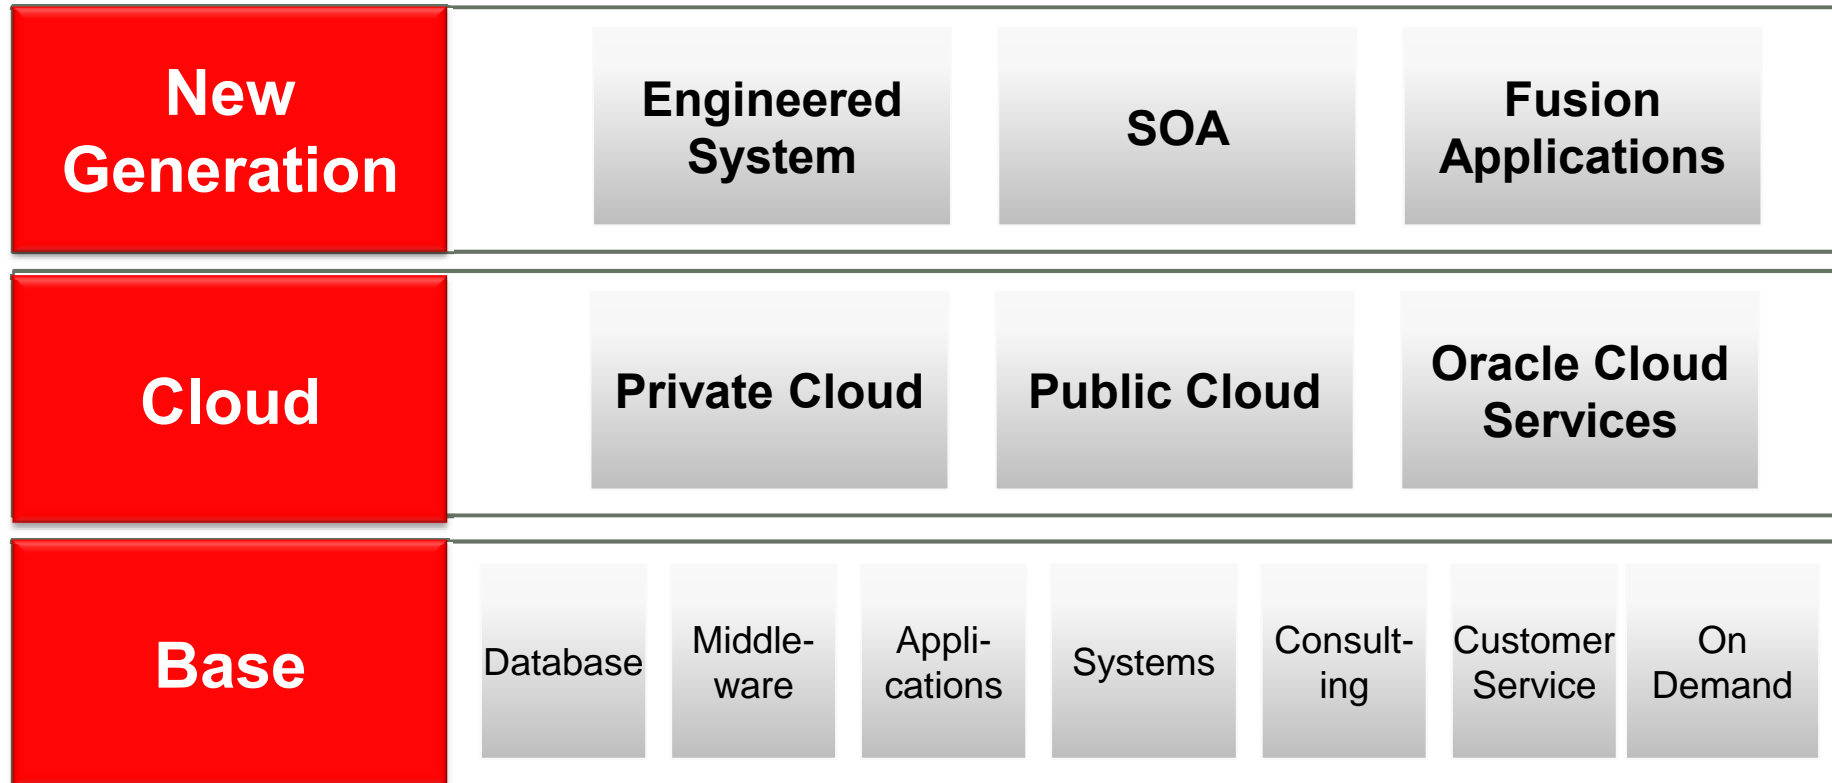 New
Generation
Engineered
System
SOA
Fusion
Applications
Cloud
Private Cloud
Public Cloud
Oracle Cloud
Services
Base
Database
Middle-
ware
Appli-
cations
Systems
Consult-
ing
Customer
Service
On
Demand